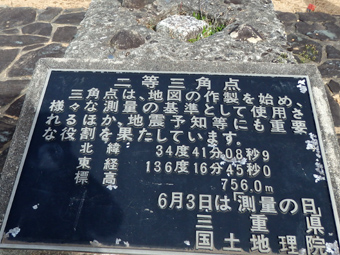 二等三角点
三角点は、地図の作製を始め、
様々な測量の基準として使用さ
れるほか地震予知等にも重要
な役割を果たしています。
北緯 34度41分08秒9
東経 136度16分45秒0
標高 756.0m
6月3日は「測量の日」
三重県
国土地理院